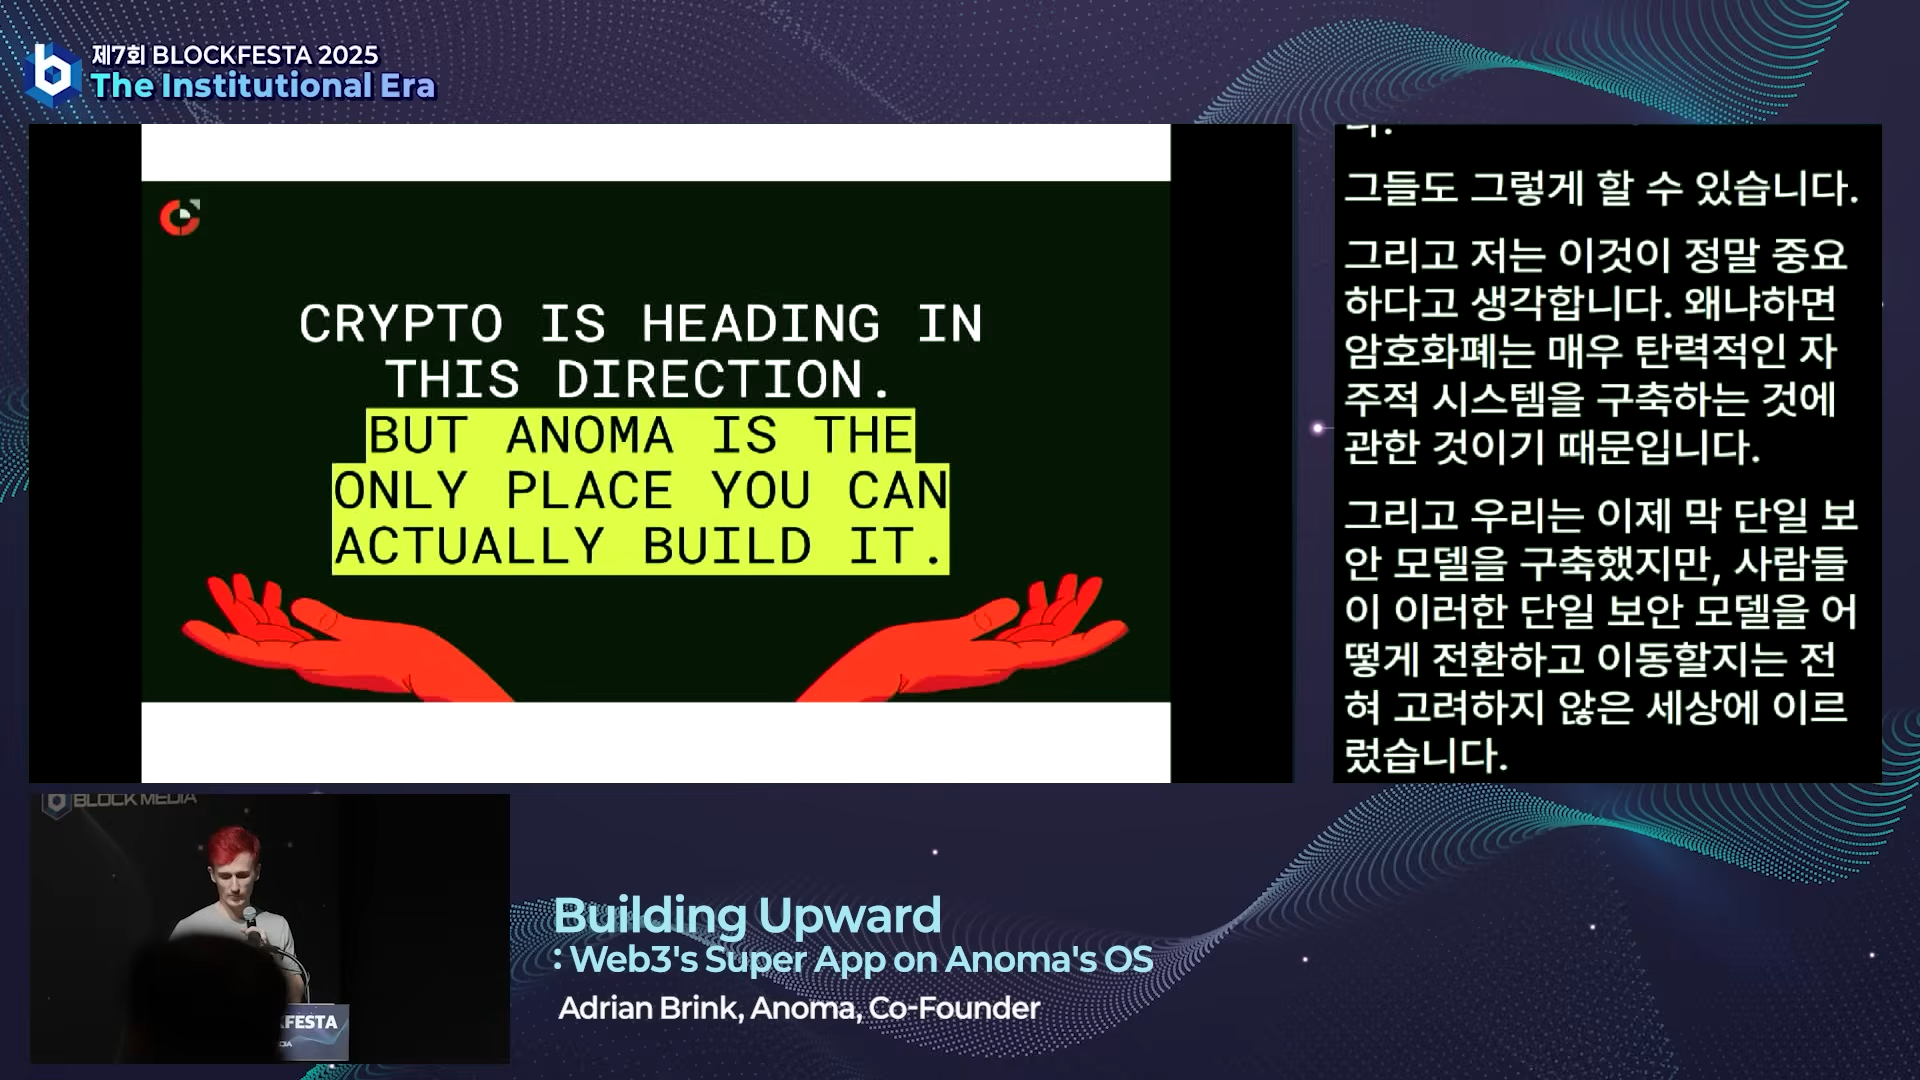 제7회 BLOCKFESTA 2025
The Institutional Era
CRYPTO IS HEADING IN
THIS DIRECTION.
BUT ANOMA IS THE
ONLY PLACE YOU CAN
ACTUALLY BUILD IT.
다.
그들도 그렇게 할 수 있습니다.
그리고 저는 이것이 정말 중요
하다고 생각합니다. 왜냐하면
암호화폐는 매우 탄력적인 자
주적 시스템을 구축하는 것에
관한 것이기 때문입니다.
그리고 우리는 이제 막 단일 보
안 모델을 구축했지만, 사람들
이 이러한 단일 보안 모델을 어
떻게 전환하고 이동할지는 전
혀 고려하지 않은 세상에 이르
렀습니다.
BLOCK MEDIA
KFESTA
Building Upward
: Web3's Super App on Anoma's OS
Adrian Brink, Anoma, Co-Founder